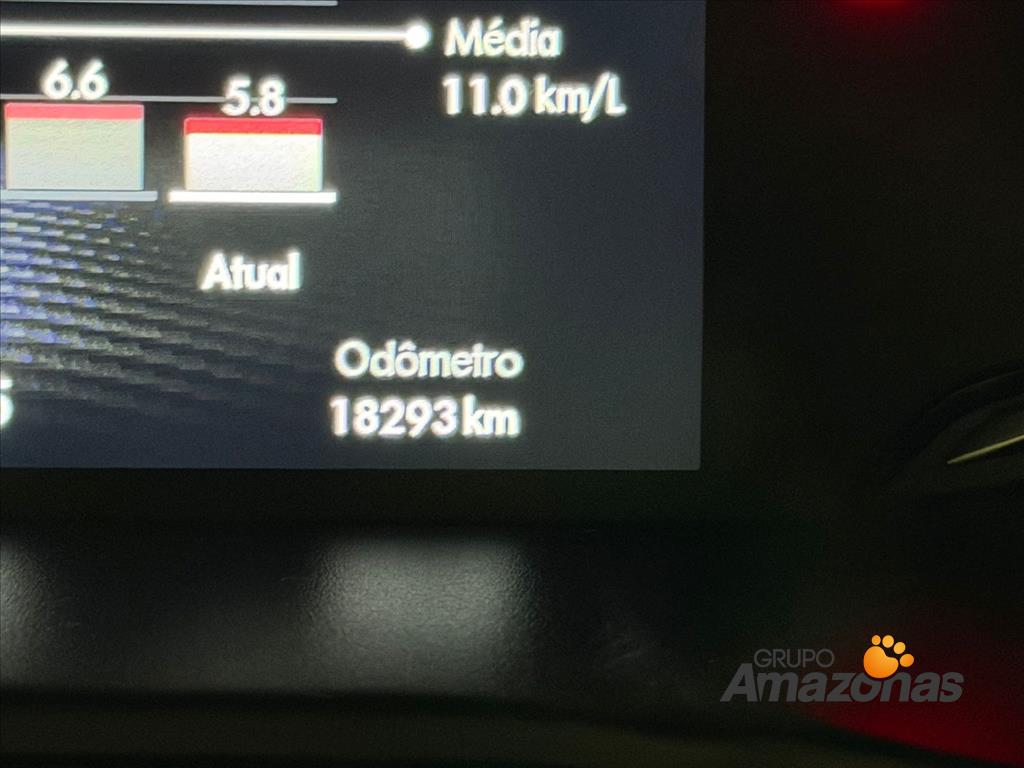 Média
11.0 km/L
6.6
5.8
Atual
Odômetro
18293 km
GRUPO
Amazonas